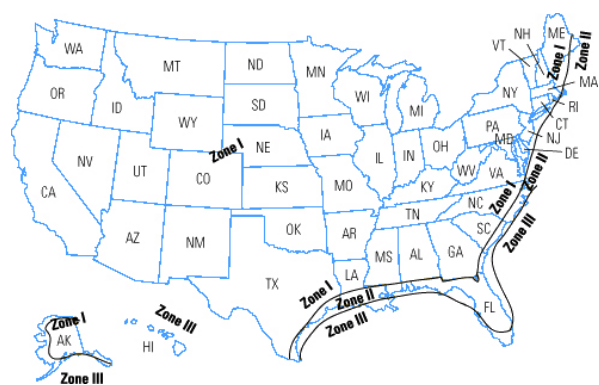 WA
MT
ND
MN
VT
NH
ME
Zone I
Zone II
OR
ID
SD
WI
MI
NY
MA
RI
CT
WY
Zone I
NE
IA
PA
NJ
MD
DE
NV
UT
CO
IL
IN
OH
WV
VA
Zone II
CA
KS
MO
KY
Zone I
NC
Zone III
AZ
NM
OK
AR
TN
SC
TX
LA
MS
AL
GA
FL
Zone I
Zone II
Zone III
Zone I
AK
Zone III
HI
Zone III